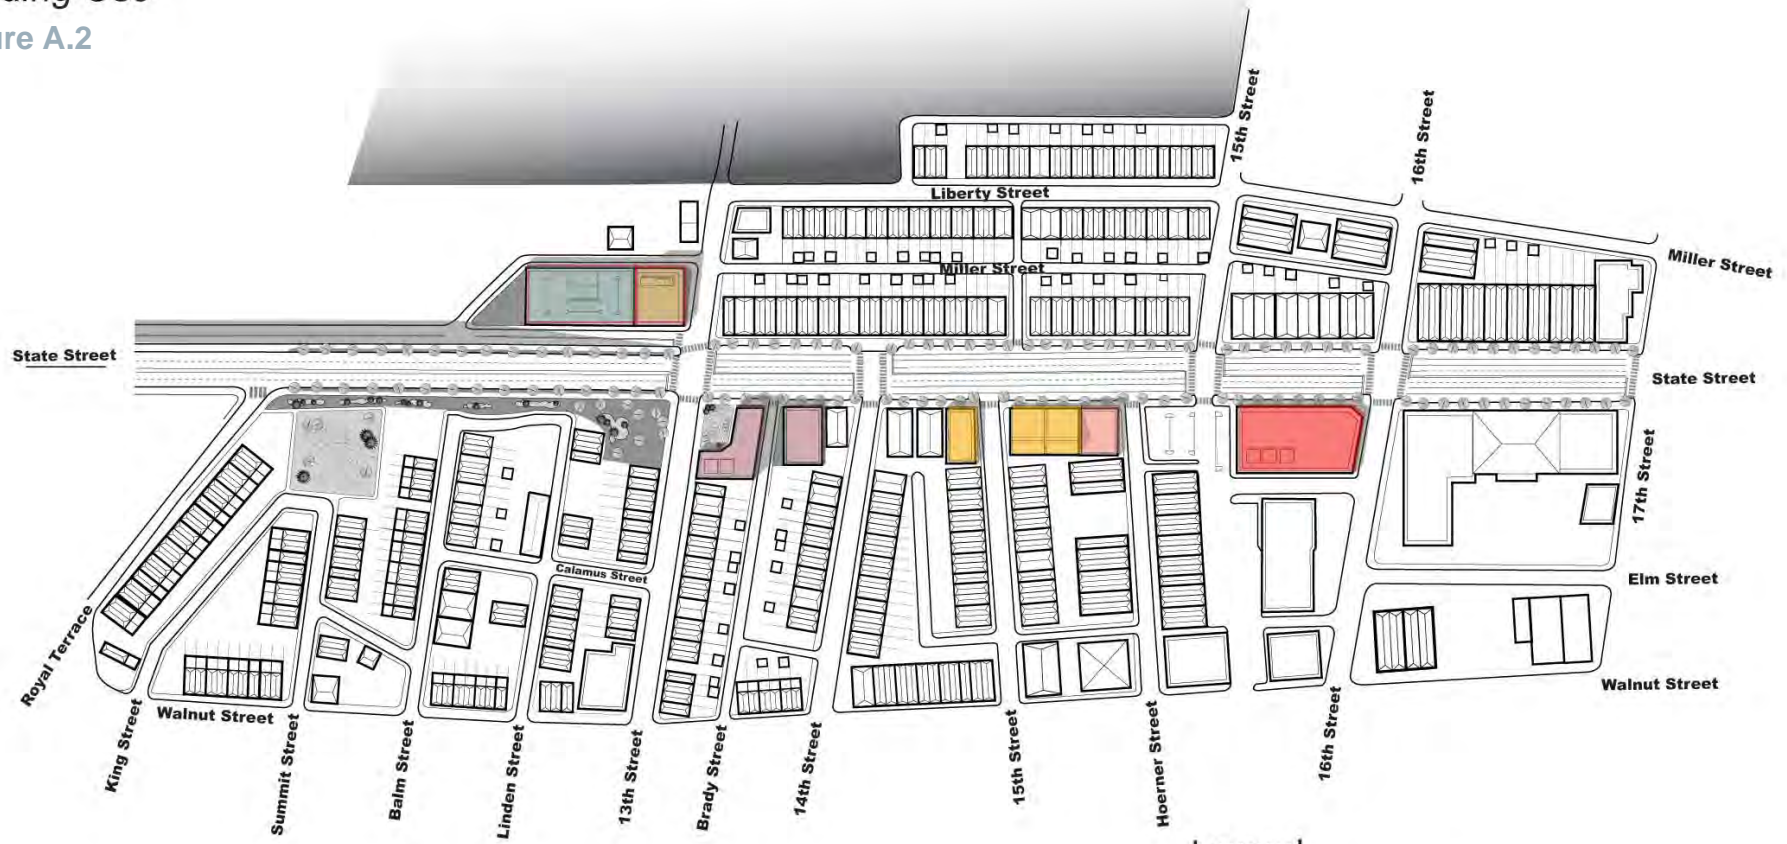 ure A.2
15th Street
16th Street
Liberty Street
Miller Street
Miller Street
State Street
State Street
17th Street
Calamus Street
Elm Street
Royal Terrace
Walnut Street
Walnut Street
King Street
Summit Street
Balm Street
Linden Street
13th Street
Brady Street
14th Street
15th Street
Hoerner Street
16th Street